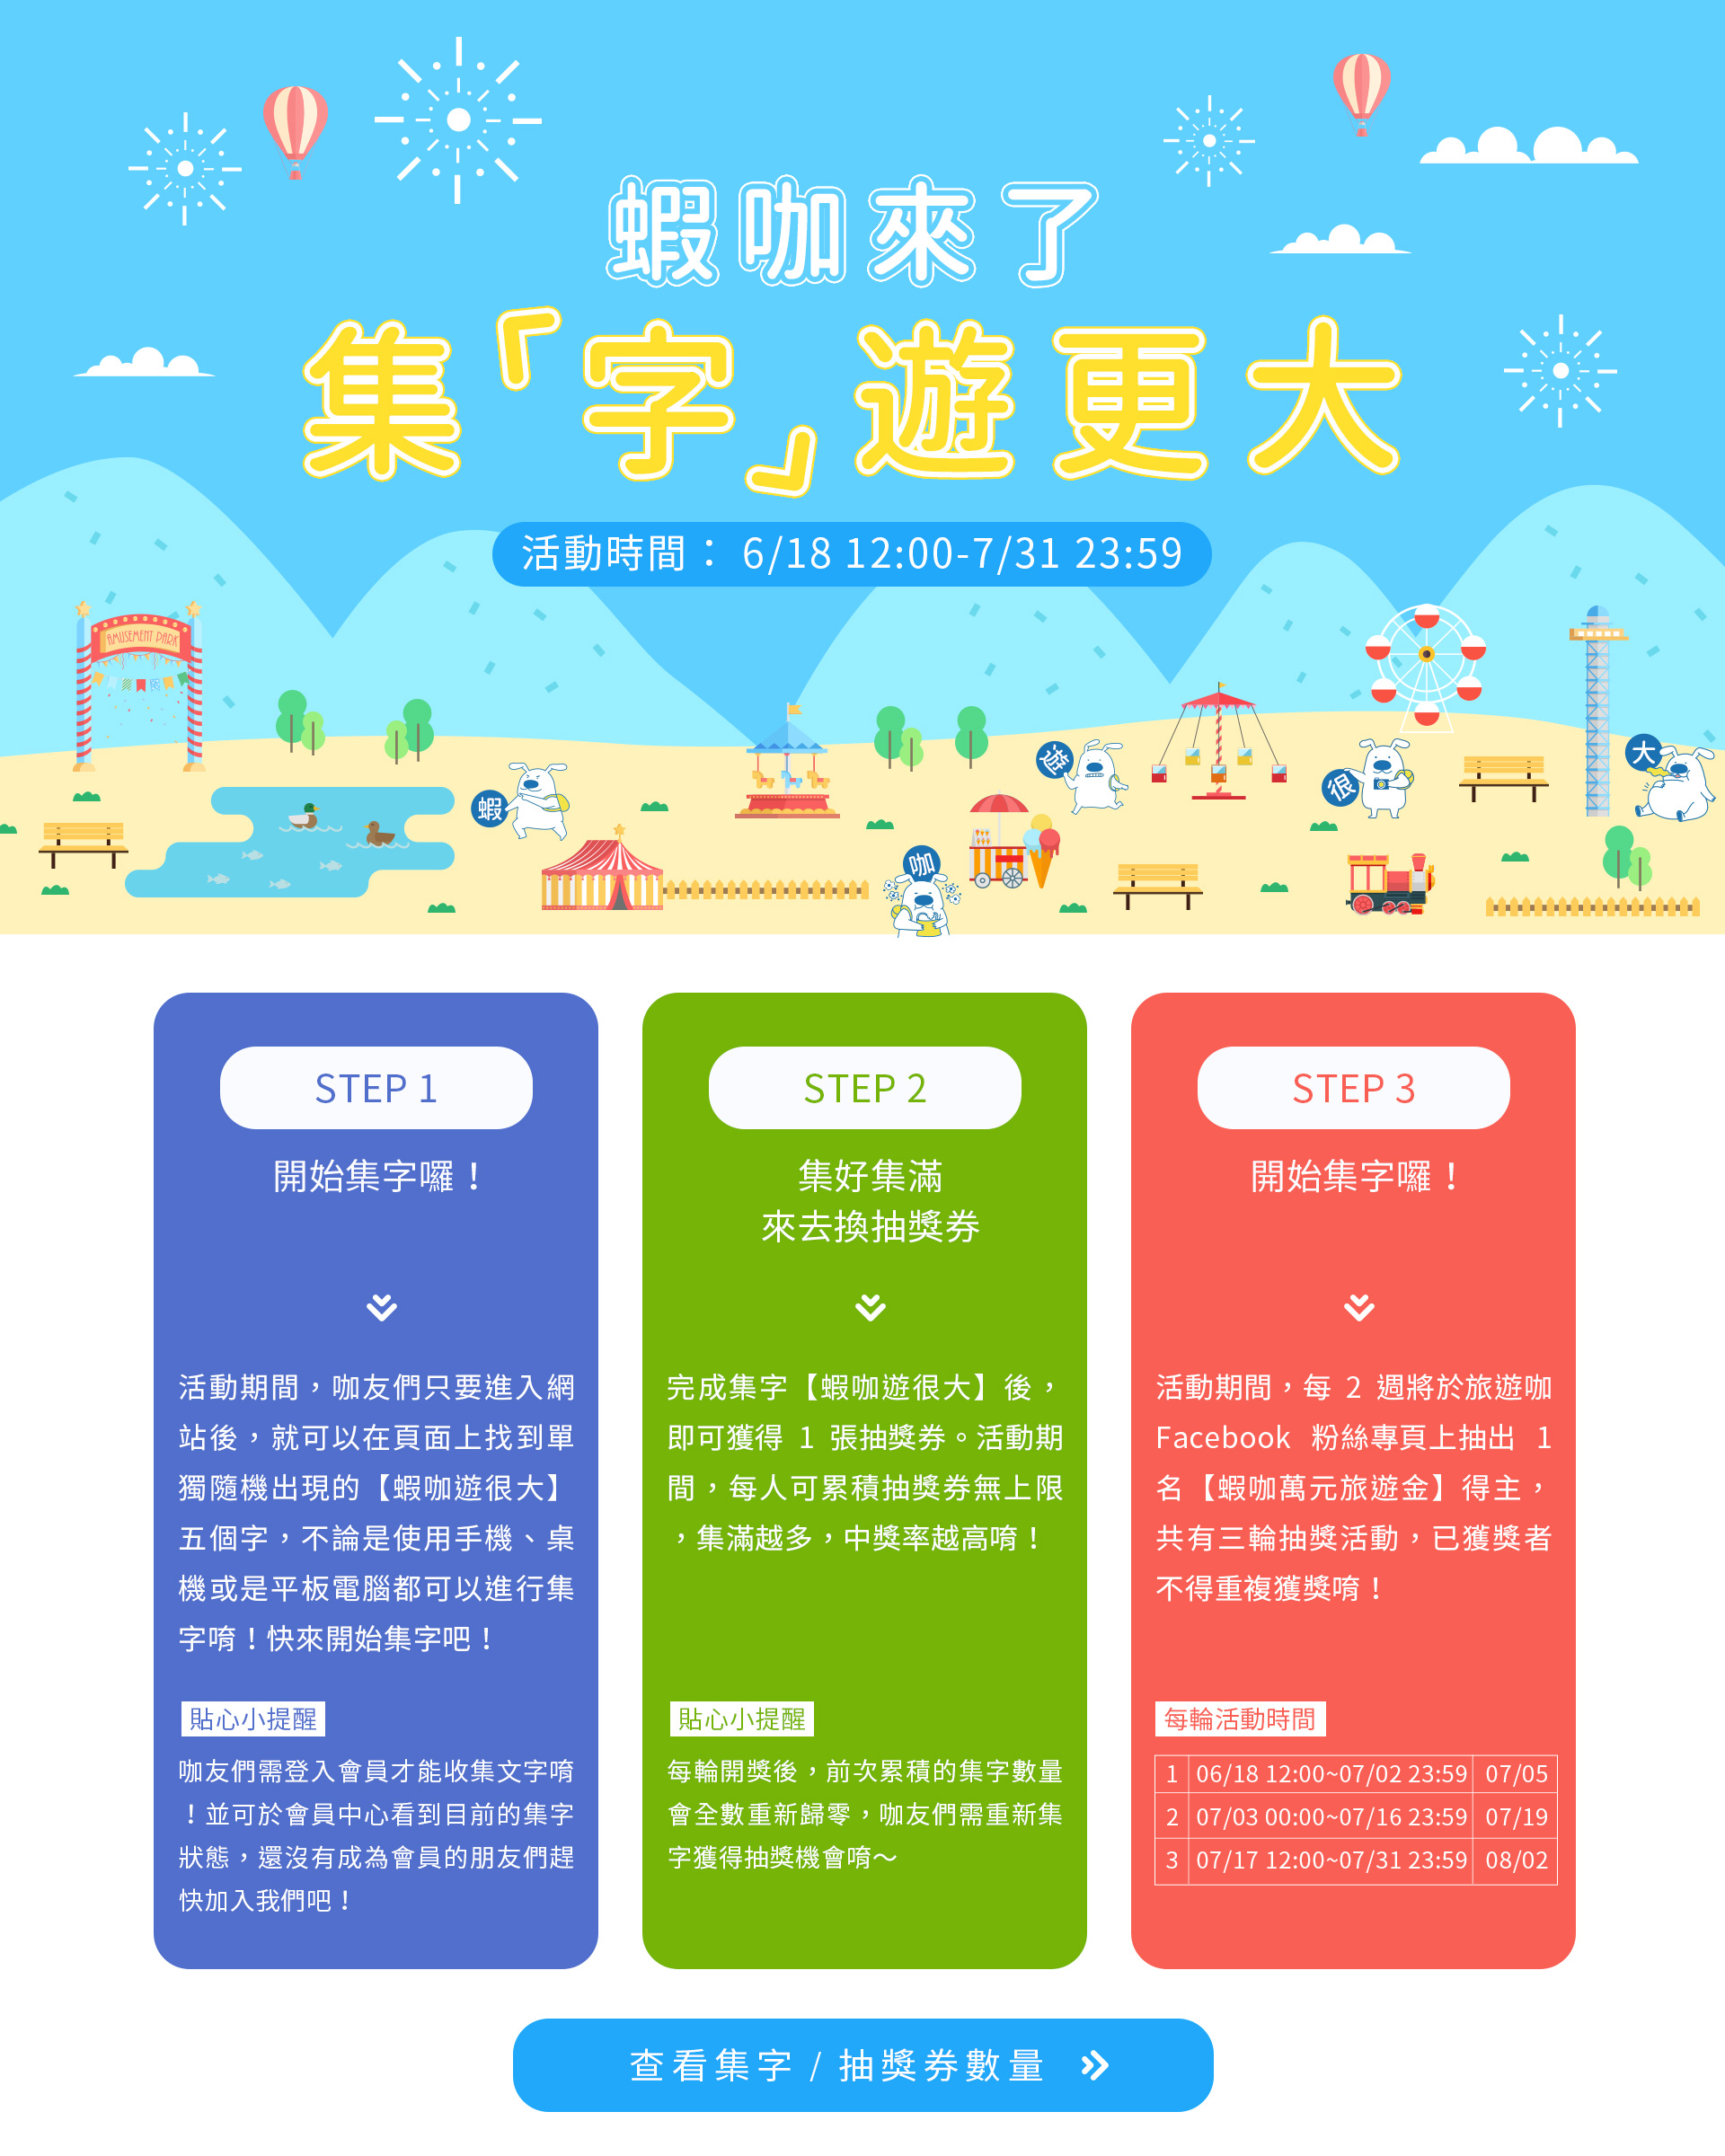 蝦咖來了
集「字」遊更大
活動時間： 6/18 12:00-7/31 23:59
AMUSEMENT PARK
遊
大
很
蝦
咖
STEP 1
開始集字囉！
活動期間，咖友們只要進入網
站後，就可以在頁面上找到單
獨隨機出現的【蝦咖遊很大】
五個字，不論是使用手機、桌
機或是平板電腦都可以進行集
字唷！快來開始集字吧！
貼心小提醒
咖友們需登入會員才能收集文字唷
！並可於會員中心看到目前的集字
狀態，還沒有成為會員的朋友們趕
快加入我們吧！
STEP 2
集好集滿
來去換抽獎券
完成集字【蝦咖遊很大】後，
即可獲得 1 張抽獎券。活動期
間，每人可累積抽獎券無上限
，集滿越多，中獎率越高唷！
貼心小提醒
每輪開獎後，前次累積的集字數量
會全數重新歸零，咖友們需重新集
字獲得抽獎機會唷～
STEP 3
開始集字囉！
活動期間，每 2 週將於旅遊咖
Facebook 粉絲專頁上抽出 1
名【蝦咖萬元旅遊金】得主，
共有三輪抽獎活動，已獲獎者
不得重複獲獎唷！
每輪活動時間
1 06/18 12:00~07/02 23:59 07/05
2 07/03 00:00~07/16 23:59 07/19
3 07/17 12:00~07/31 23:59 08/02
查看集字 / 抽獎券數量